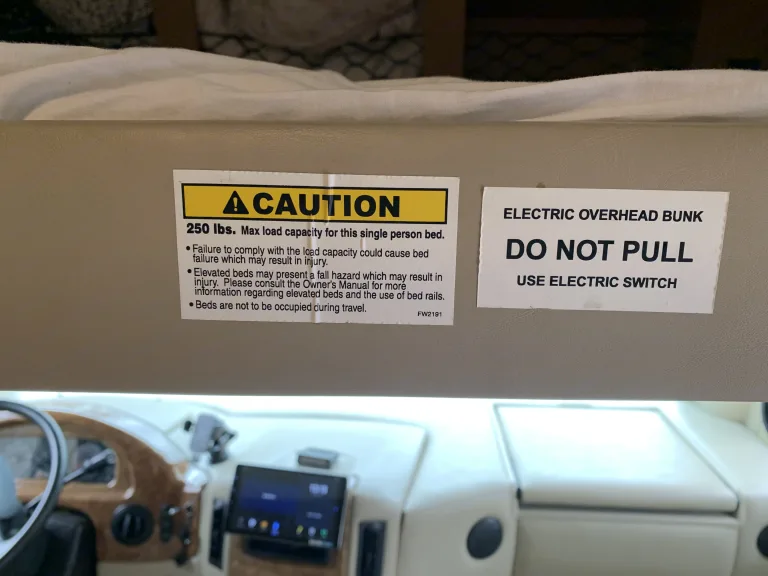 CAUTION
250 lbs. Max load capacity for this single person bed.
• Failure to comply with the load capacity could cause bed
failure which may result in injury.
• Elevated beds may present a fall hazard which may result in
injury. Please consult the Owner's Manual for more
information regarding elevated beds and the use of bed rails.
• Beds are not to be occupied during travel.
FW2191
ELECTRIC OVERHEAD BUNK
DO NOT PULL
USE ELECTRIC SWITCH